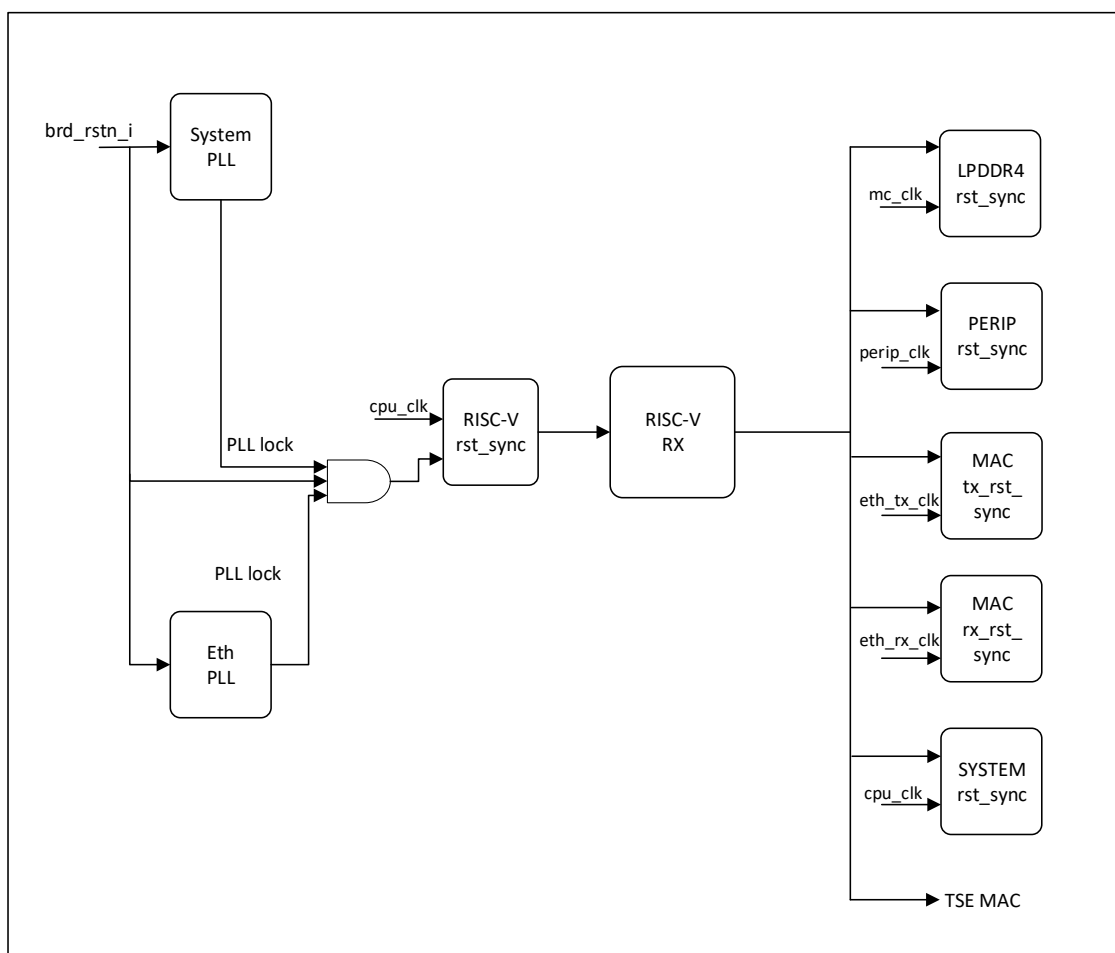 brd_rstn_i
System
PLL
PLL lock
PLL lock
Eth
PLL
cpu_clk
RISC-V
rst_sync
RISC-V
RX
mc_clk
LPDDR4
rst_sync
perip_clk
PERIP
rst_sync
eth_tx_clk
MAC
tx_rst_
sync
eth_rx_clk
MAC
rx_rst_
sync
cpu_clk
SYSTEM
rst_sync
TSE MAC